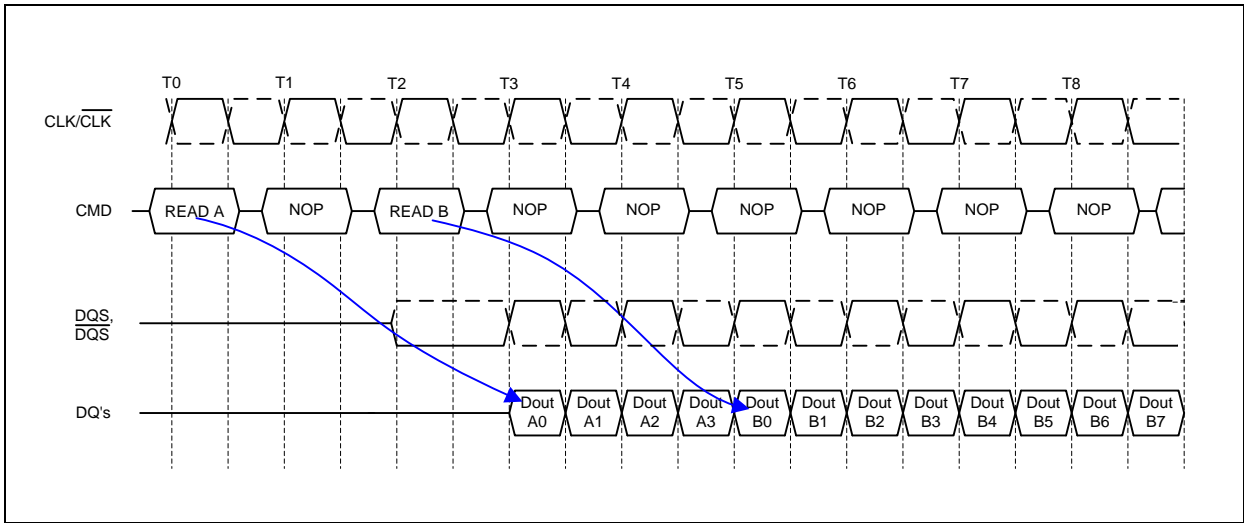 T0 T1 T2 T3 T4 T5 T6 T7 T8
CLK/CLK
CMD READ A NOP READ B NOP NOP NOP NOP NOP NOP
DQS,
DQS
DQ's
Dout Dout Dout Dout Dout Dout Dout Dout Dout Dout Dout Dout
A0 A1 A2 A3 B0 B1 B2 B3 B4 B5 B6 B7